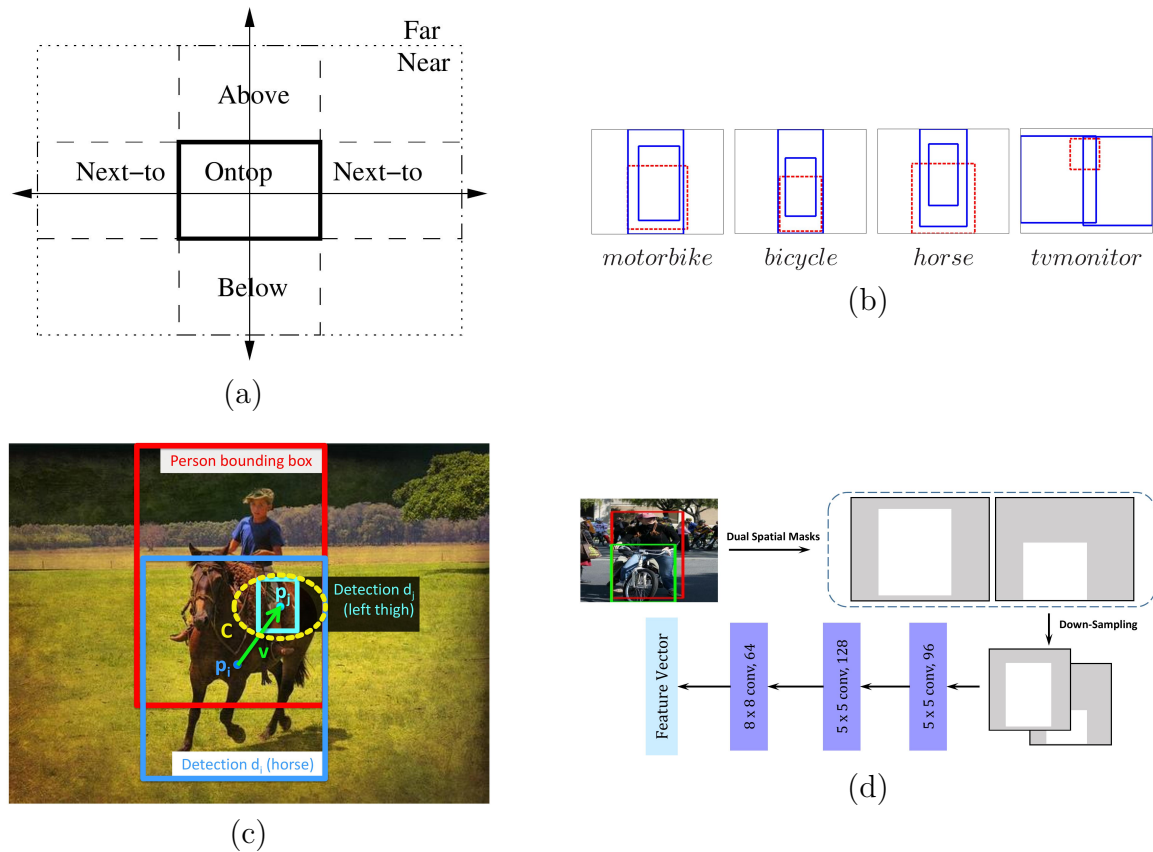 Far
Near
Above
Next−to
Ontop
Next−to
Below
(a)
motorbike
bicycle
horse
tvmonitor
(b)
Person bounding box
Detection dj
(left thigh)
pj
C
v
pi
Detection di (horse)
(c)
Dual Spatial Masks
Down-Sampling
Feature Vector
8 x 8 conv, 64
5 x 5 conv, 128
5 x 5 conv, 96
(d)